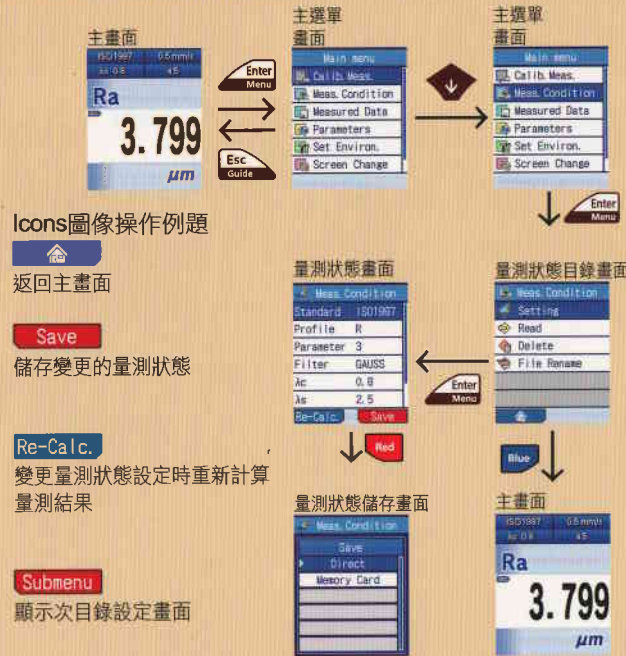 主畫面
ISO1997 0.5mm/s
λc 0.8 x5
Ra
3.799
μm
Enter
Menu
Esc
Guide
主選單
畫面
Main menu
Calib. Meas.
Meas. Condition
Measured Data
Parameters
Set Environ.
Screen Change
主選單
畫面
Main menu
Calib. Meas.
Meas. Condition
Measured Data
Parameters
Set Environ.
Screen Change
Enter
Menu
Icons圖像操作例題
返回主畫面
Save
儲存變更的量測狀態
Re-Calc.
變更量測狀態設定時重新計算
量測結果
Submenu
顯示次目錄設定畫面
量測狀態畫面
Meas. Condition
Standard ISO1997
Profile R
Parameter 3
Filter GAUSS
λc 0.8
λs 2.5
Re-Calc. Save
Enter
Menu
量測狀態目錄畫面
Meas. Condition
Setting
Read
Delete
File Rename
Red
Blue
量測狀態儲存畫面
Meas. Condition
Save
Direct
Memory Card
主畫面
ISO1997 0.5mm/s
λc 0.8 x5
Ra
3.799
μm